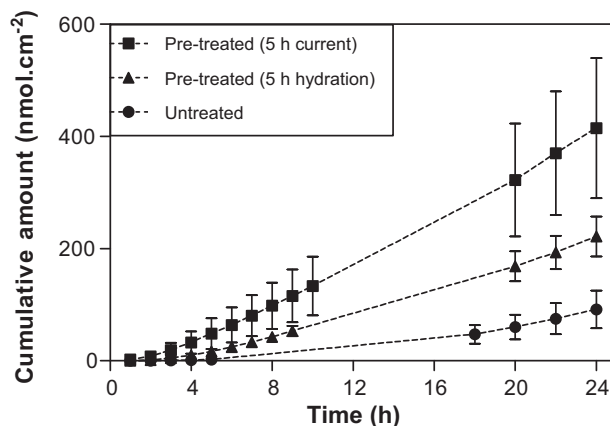 600
400
200
0
Cumulative amount (nmol.cm⁻²)
Pre-treated (5 h current)
Pre-treated (5 h hydration)
Untreated
0 4 8 12 16 20 24
Time (h)